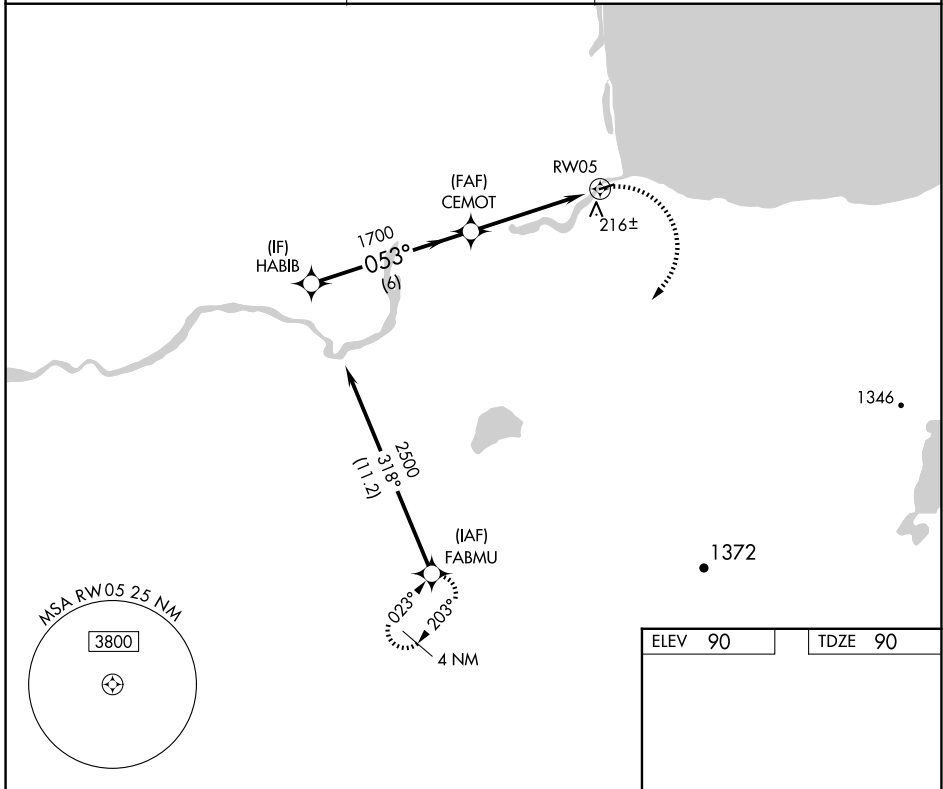 RW05
216±
(FAF)
CEMOT
1700
053°
(6)
(IF)
HABIB
1346
2500
318°
(11.2)
(IAF)
FABMU
023°
203°
4 NM
1372
MSA RW05 25 NM
3800
ELEV 90
TDZE 90